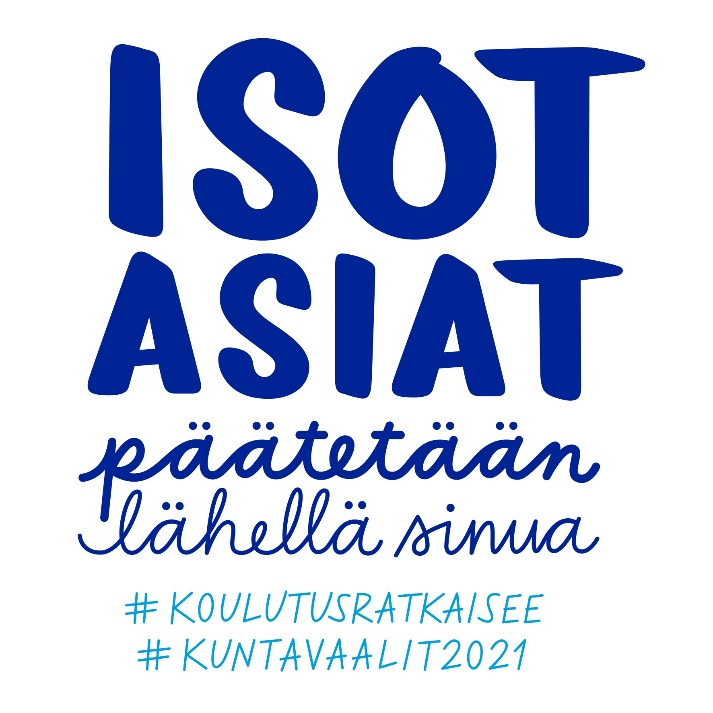 ISOT
ASIAT
päätetään
lähellä sinua
# KOULUTUSRATKAISEE
# KUNTAVAALIT2021